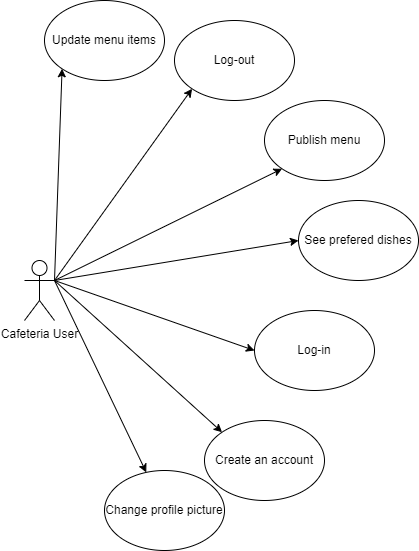 Update menu items
Log-out
Publish menu
See prefered dishes
Cafeteria User
Log-in
Create an account
Change profile picture